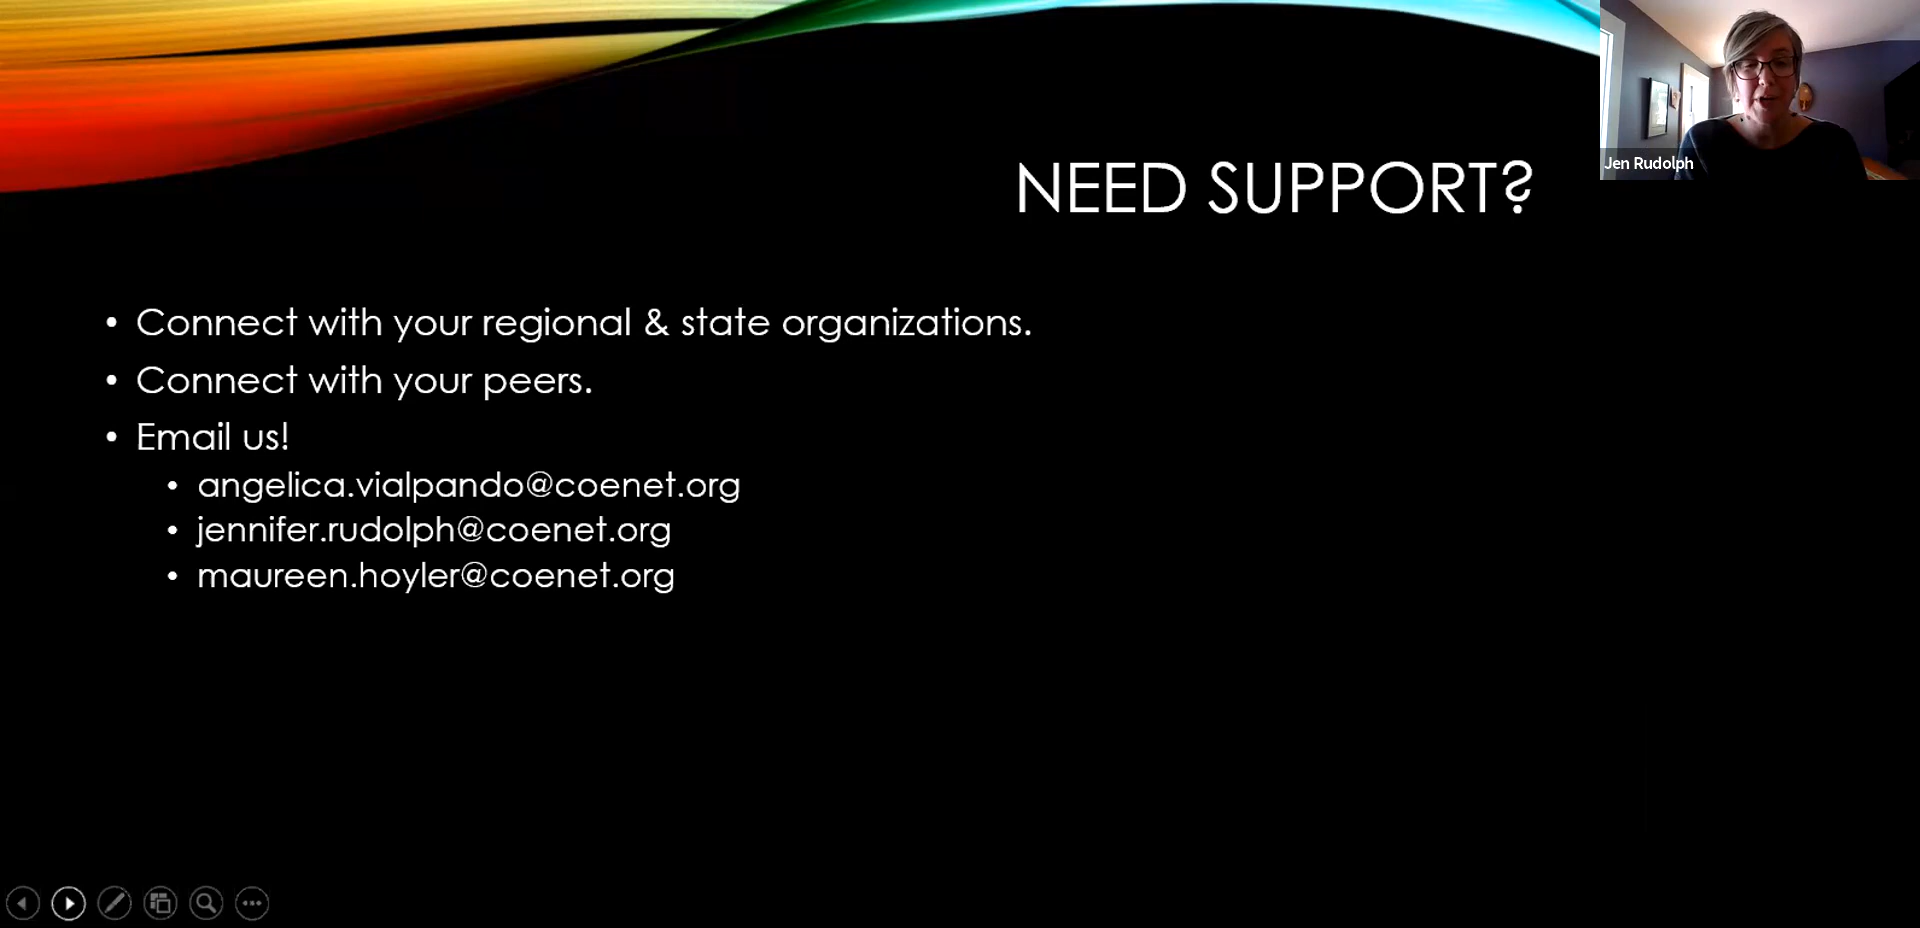 Jen Rudolph
NEED SUPPORT?
• Connect with your regional & state organizations.
• Connect with your peers.
• Email us!
• angelica.vialpando@coenet.org
• jennifer.rudolph@coenet.org
• maureen.hoyler@coenet.org